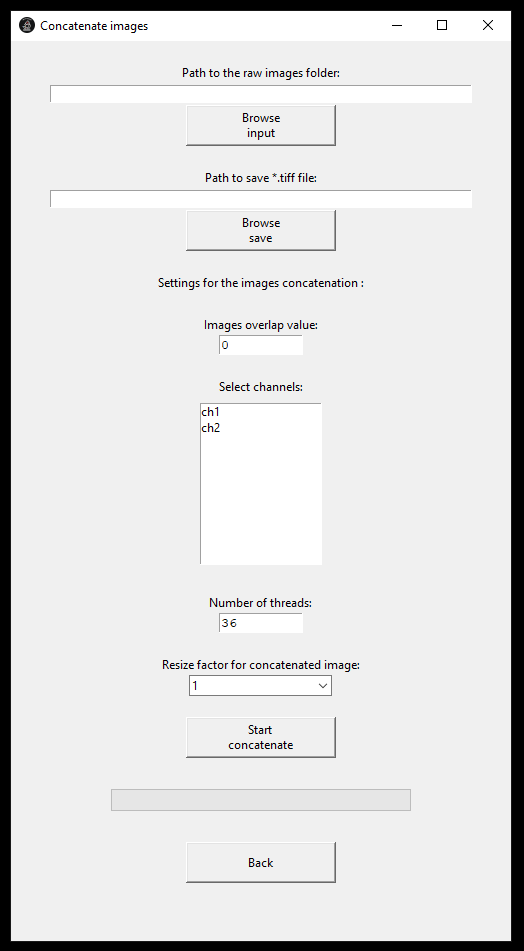 Concatenate images
Path to the raw images folder:
Browse
input
Path to save *.tiff file:
Browse
save
Settings for the images concatenation :
Images overlap value:
0
Select channels:
ch1
ch2
Number of threads:
36
Resize factor for concatenated image:
1
Start
concatenate
Back